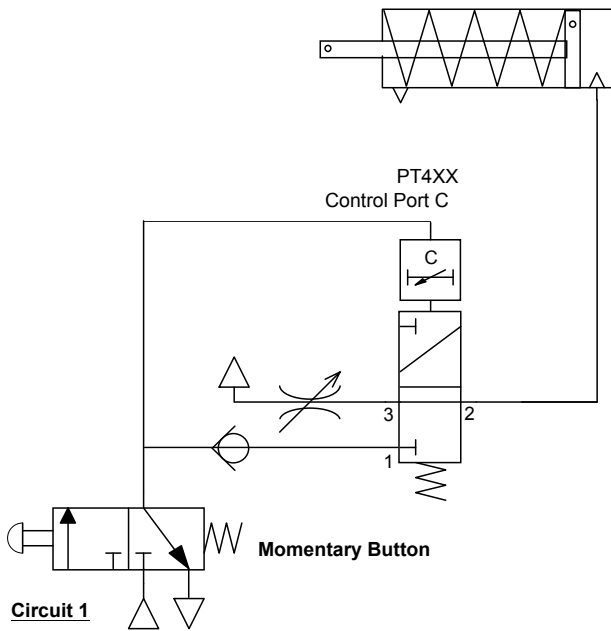 PT4XX
Control Port C
C
3
2
1
Momentary Button
Circuit 1